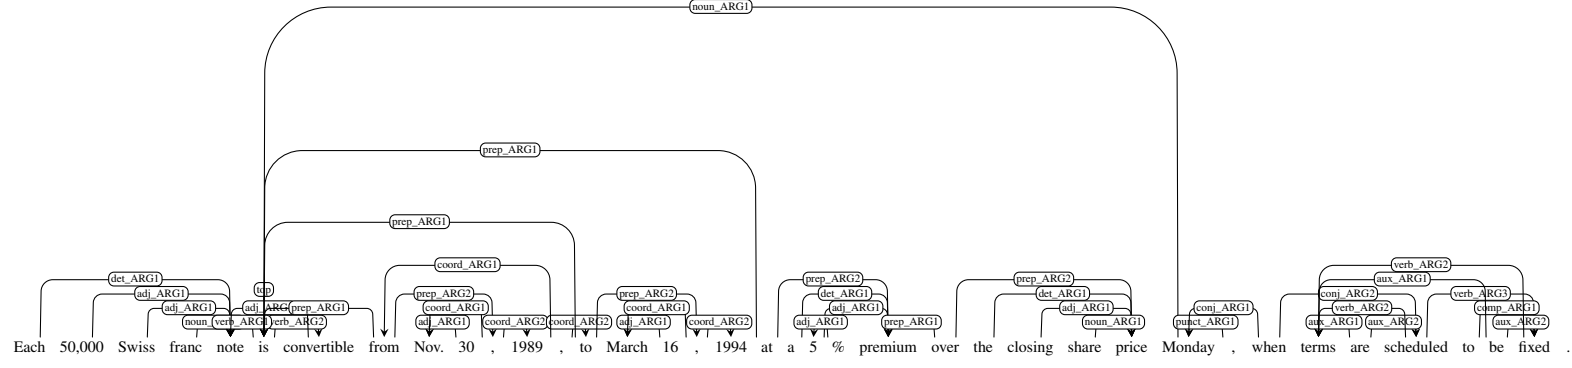 noun_ARG1
prep_ARG1
prep_ARG1
coord_ARG1 verb_ARG2
det_ARG1 prep_ARG2 prep_ARG2 aux_ARG1
adj_ARG1 top prep_ARG2 prep_ARG2 det_ARG1 det_ARG1 conj_ARG2 verb_ARG3
adj_ARG1 prep_ARG1 coord_ARG1 coord_ARG1 adj_ARG1 adj_ARG1 conj_ARG1 verb_ARG2 comp_ARG1
verb_ARG1 verb_ARG2 adj_ARG1 coord_ARG2 coord_ARG2 adj_ARG1 coord_ARG2 adj_ARG1 prep_ARG1 noun_ARG1 punct_ARG1 aux_ARG1 aux_ARG2 aux_ARG2
Each 50,000 Swiss franc note is convertible from Nov. 30 , 1989 , to March 16 , 1994 at a 5 % premium over the closing share price Monday , when terms are scheduled to be fixed .